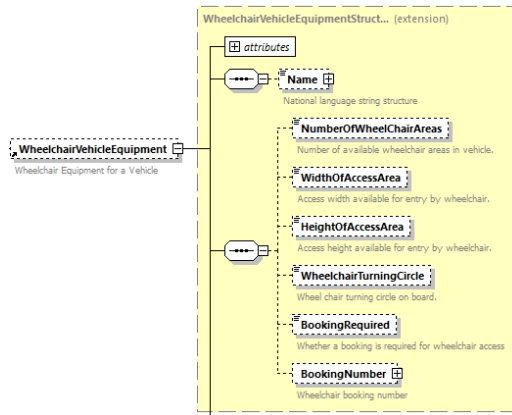 WheelchairVehicleEquipmentStruct... (extension)
attributes
Name
National language string structure
WheelchairVehicleEquipment
Wheelchair Equipment for a Vehicle
NumberOfWheelChairAreas
Number of available wheelchair areas in vehicle.
WidthOfAccessArea
Access width available for entry by wheelchair.
HeightOfAccessArea
Access height available for entry by wheelchair.
WheelchairTurningCircle
Wheel chair turning circle on board.
BookingRequired
Whether a booking is required for wheelchair access
BookingNumber
Wheelchair booking number